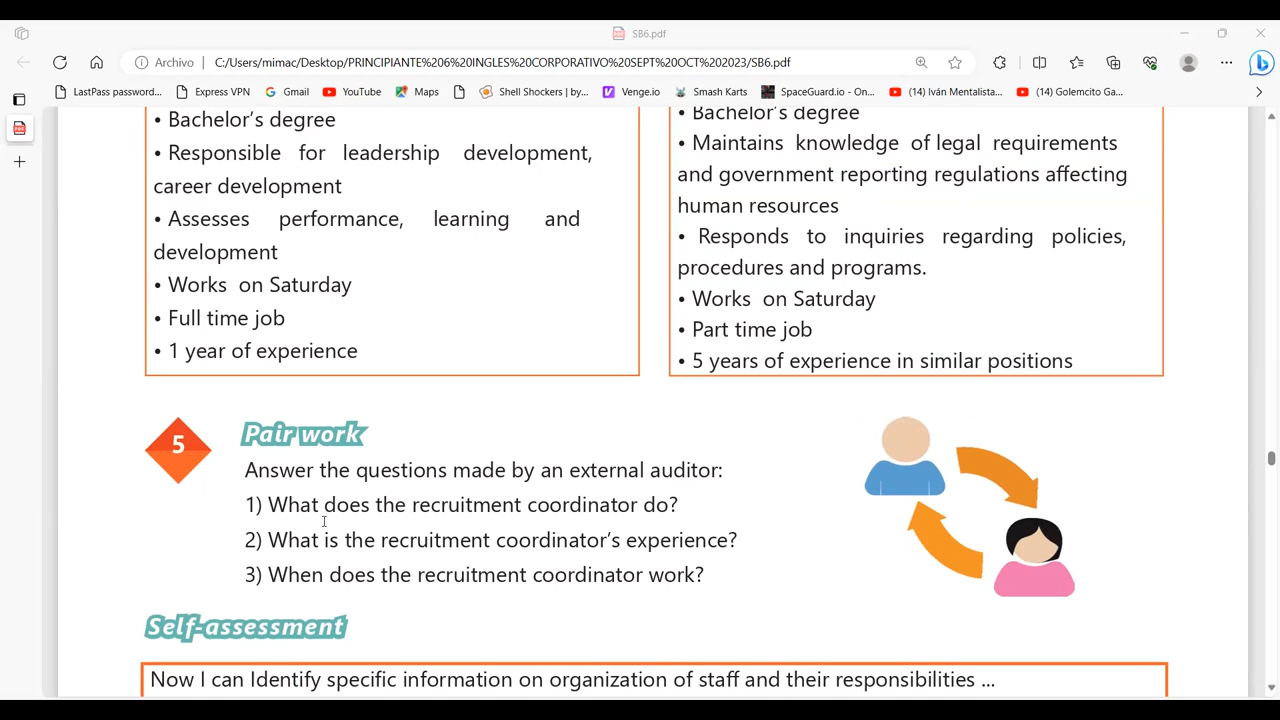 SB6.pdf
Archivo
C:/Users/mimac/Desktop/PRINCIPIANTE%206%20INGLES%20CORPORATIVO%20SEPT%20OCT%202023/SB6.pdf
LastPass password...
Express VPN
Gmail
YouTube
Maps
Shell Shockers | by...
Venge.io
Smash Karts
SpaceGuard.io - On...
(14) Iván Mentalista...
(14) Golemcito Ga...
• Bachelor's degree
• Responsible for leadership development,
career development
• Assesses performance, learning and
development
• Works on Saturday
• Full time job
• 1 year of experience
• Bachelor's degree
• Maintains knowledge of legal requirements
and government reporting regulations affecting
human resources
• Responds to inquiries regarding policies,
procedures and programs.
• Works on Saturday
• Part time job
• 5 years of experience in similar positions
5
Pair work
Answer the questions made by an external auditor:
1) What does the recruitment coordinator do?
2) What is the recruitment coordinator's experience?
3) When does the recruitment coordinator work?
Self-assessment
Now I can Identify specific information on organization of staff and their responsibilities ...